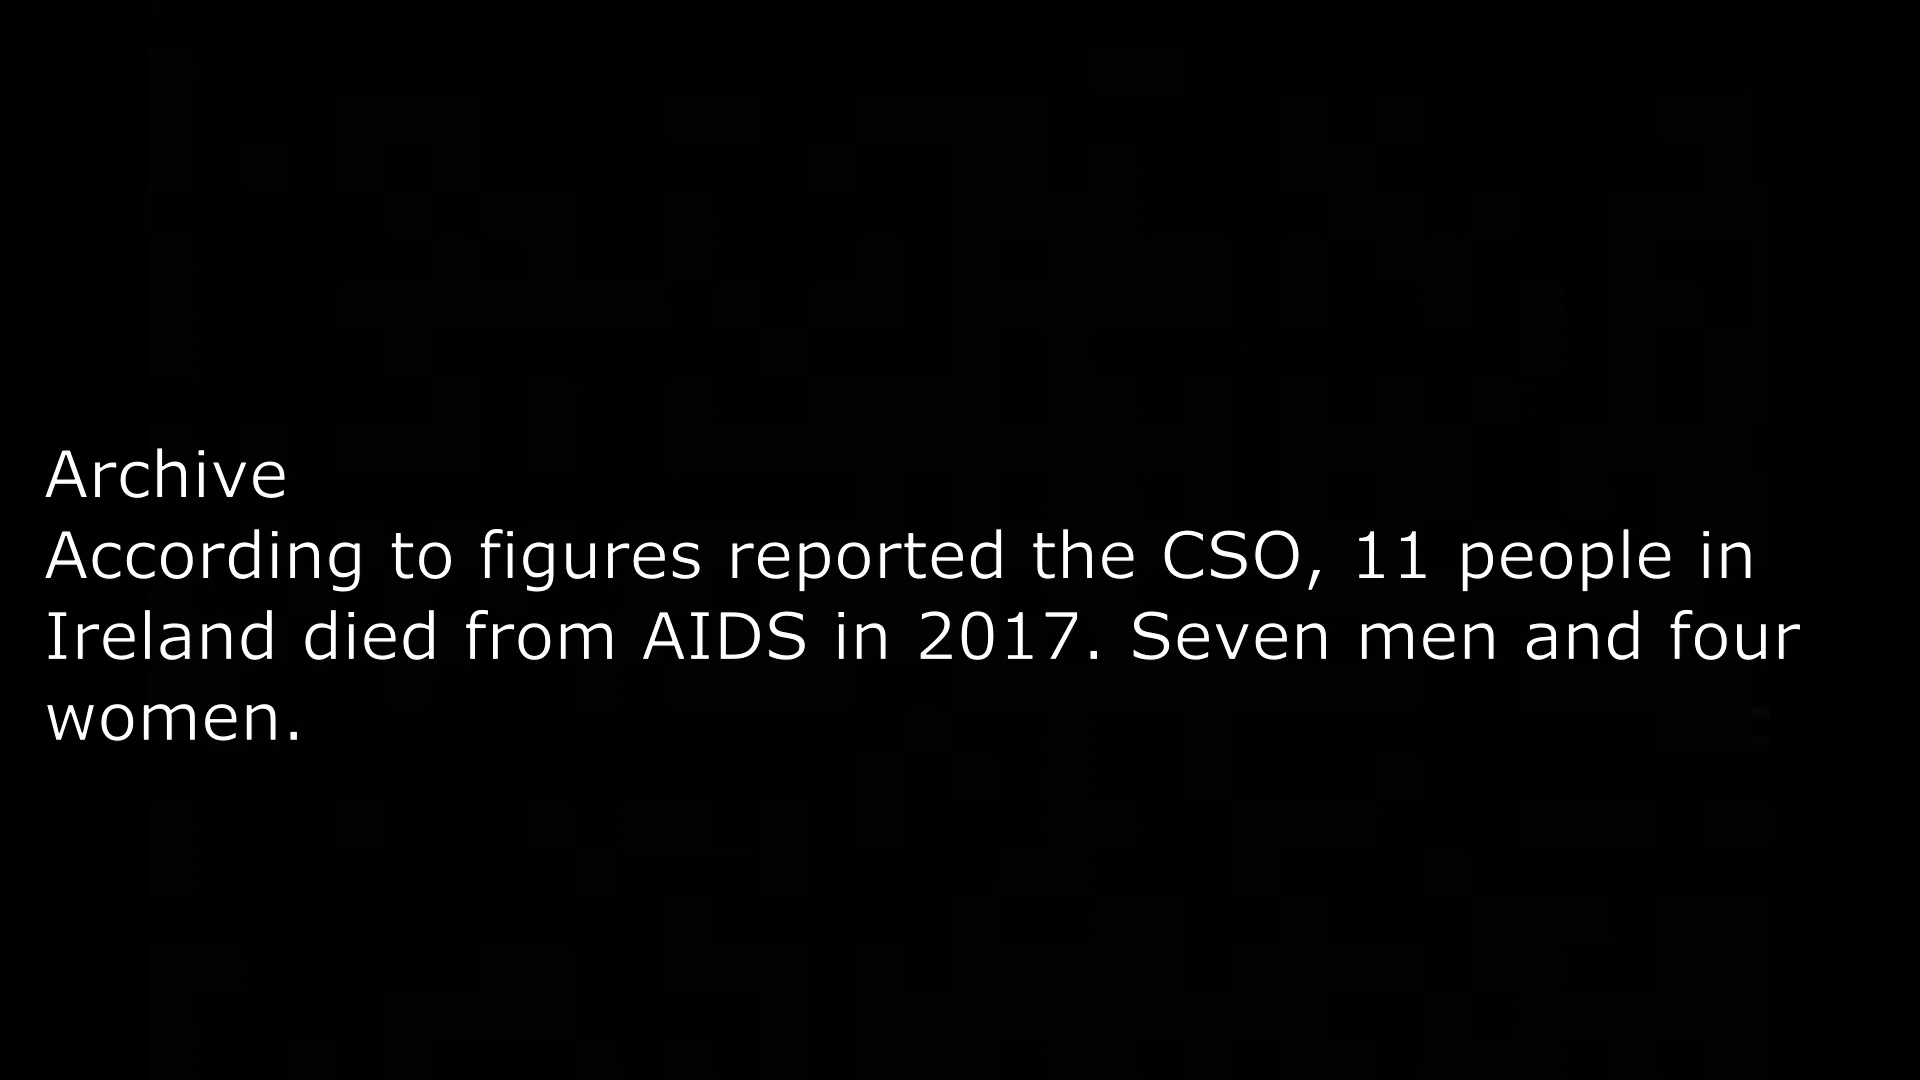 Archive
According to figures reported the CSO, 11 people in
Ireland died from AIDS in 2017. Seven men and four
women.